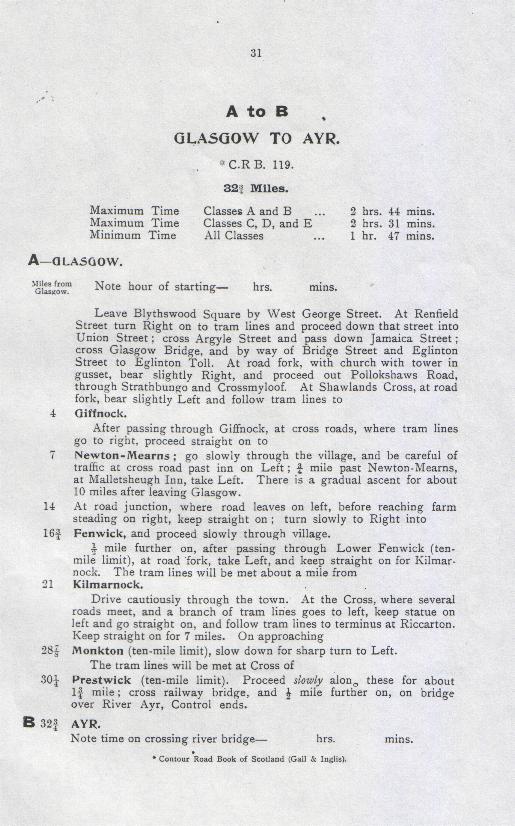 31
A to B
GLASGOW TO AYR.
* C.R B. 119.
32¾ Miles.
Maximum Time Classes A and B ... 2 hrs. 44 mins.
Maximum Time Classes C, D, and E 2 hrs. 31 mins.
Minimum Time All Classes ... 1 hr. 47 mins.
A—GLASGOW.
Miles from
Glasgow.
Note hour of starting— hrs. mins.
Leave Blythswood Square by West George Street. At Renfield
Street turn Right on to tram lines and proceed down that street into
Union Street; cross Argyle Street and pass down Jamaica Street;
cross Glasgow Bridge, and by way of Bridge Street and Eglinton
Street to Eglinton Toll. At road fork, with church with tower in
gusset, bear slightly Right, and proceed out Pollokshaws Road,
through Strathbungo and Crossmyloof. At Shawlands Cross, at road
fork, bear slightly Left and follow tram lines to
4 Giffnock.
After passing through Giffnock, at cross roads, where tram lines
go to right, proceed straight on to
7 Newton-Mearns; go slowly through the village, and be careful of
traffic at cross road past inn on Left; ¾ mile past Newton-Mearns,
at Malletsheugh Inn, take Left. There is a gradual ascent for about
10 miles after leaving Glasgow.
14 At road junction, where road leaves on left, before reaching farm
steading on right, keep straight on; turn slowly to Right into
16¾ Fenwick, and proceed slowly through village.
½ mile further on, after passing through Lower Fenwick (ten-
mile limit), at road fork, take Left, and keep straight on for Kilmar-
nock. The tram lines will be met about a mile from
21 Kilmarnock.
Drive cautiously through the town. At the Cross, where several
roads meet, and a branch of tram lines goes to left, keep statue on
left and go straight on, and follow tram lines to terminus at Riccarton.
Keep straight on for 7 miles. On approaching
28⅞ Monkton (ten-mile limit), slow down for sharp turn to Left.
The tram lines will be met at Cross of
30¼ Prestwick (ten-mile limit). Proceed slowly along these for about
1¾ mile; cross railway bridge, and ½ mile further on, on bridge
over River Ayr, Control ends.
B 32¾ AYR.
Note time on crossing river bridge— hrs. mins.
* Contour Road Book of Scotland (Gall & Inglis).